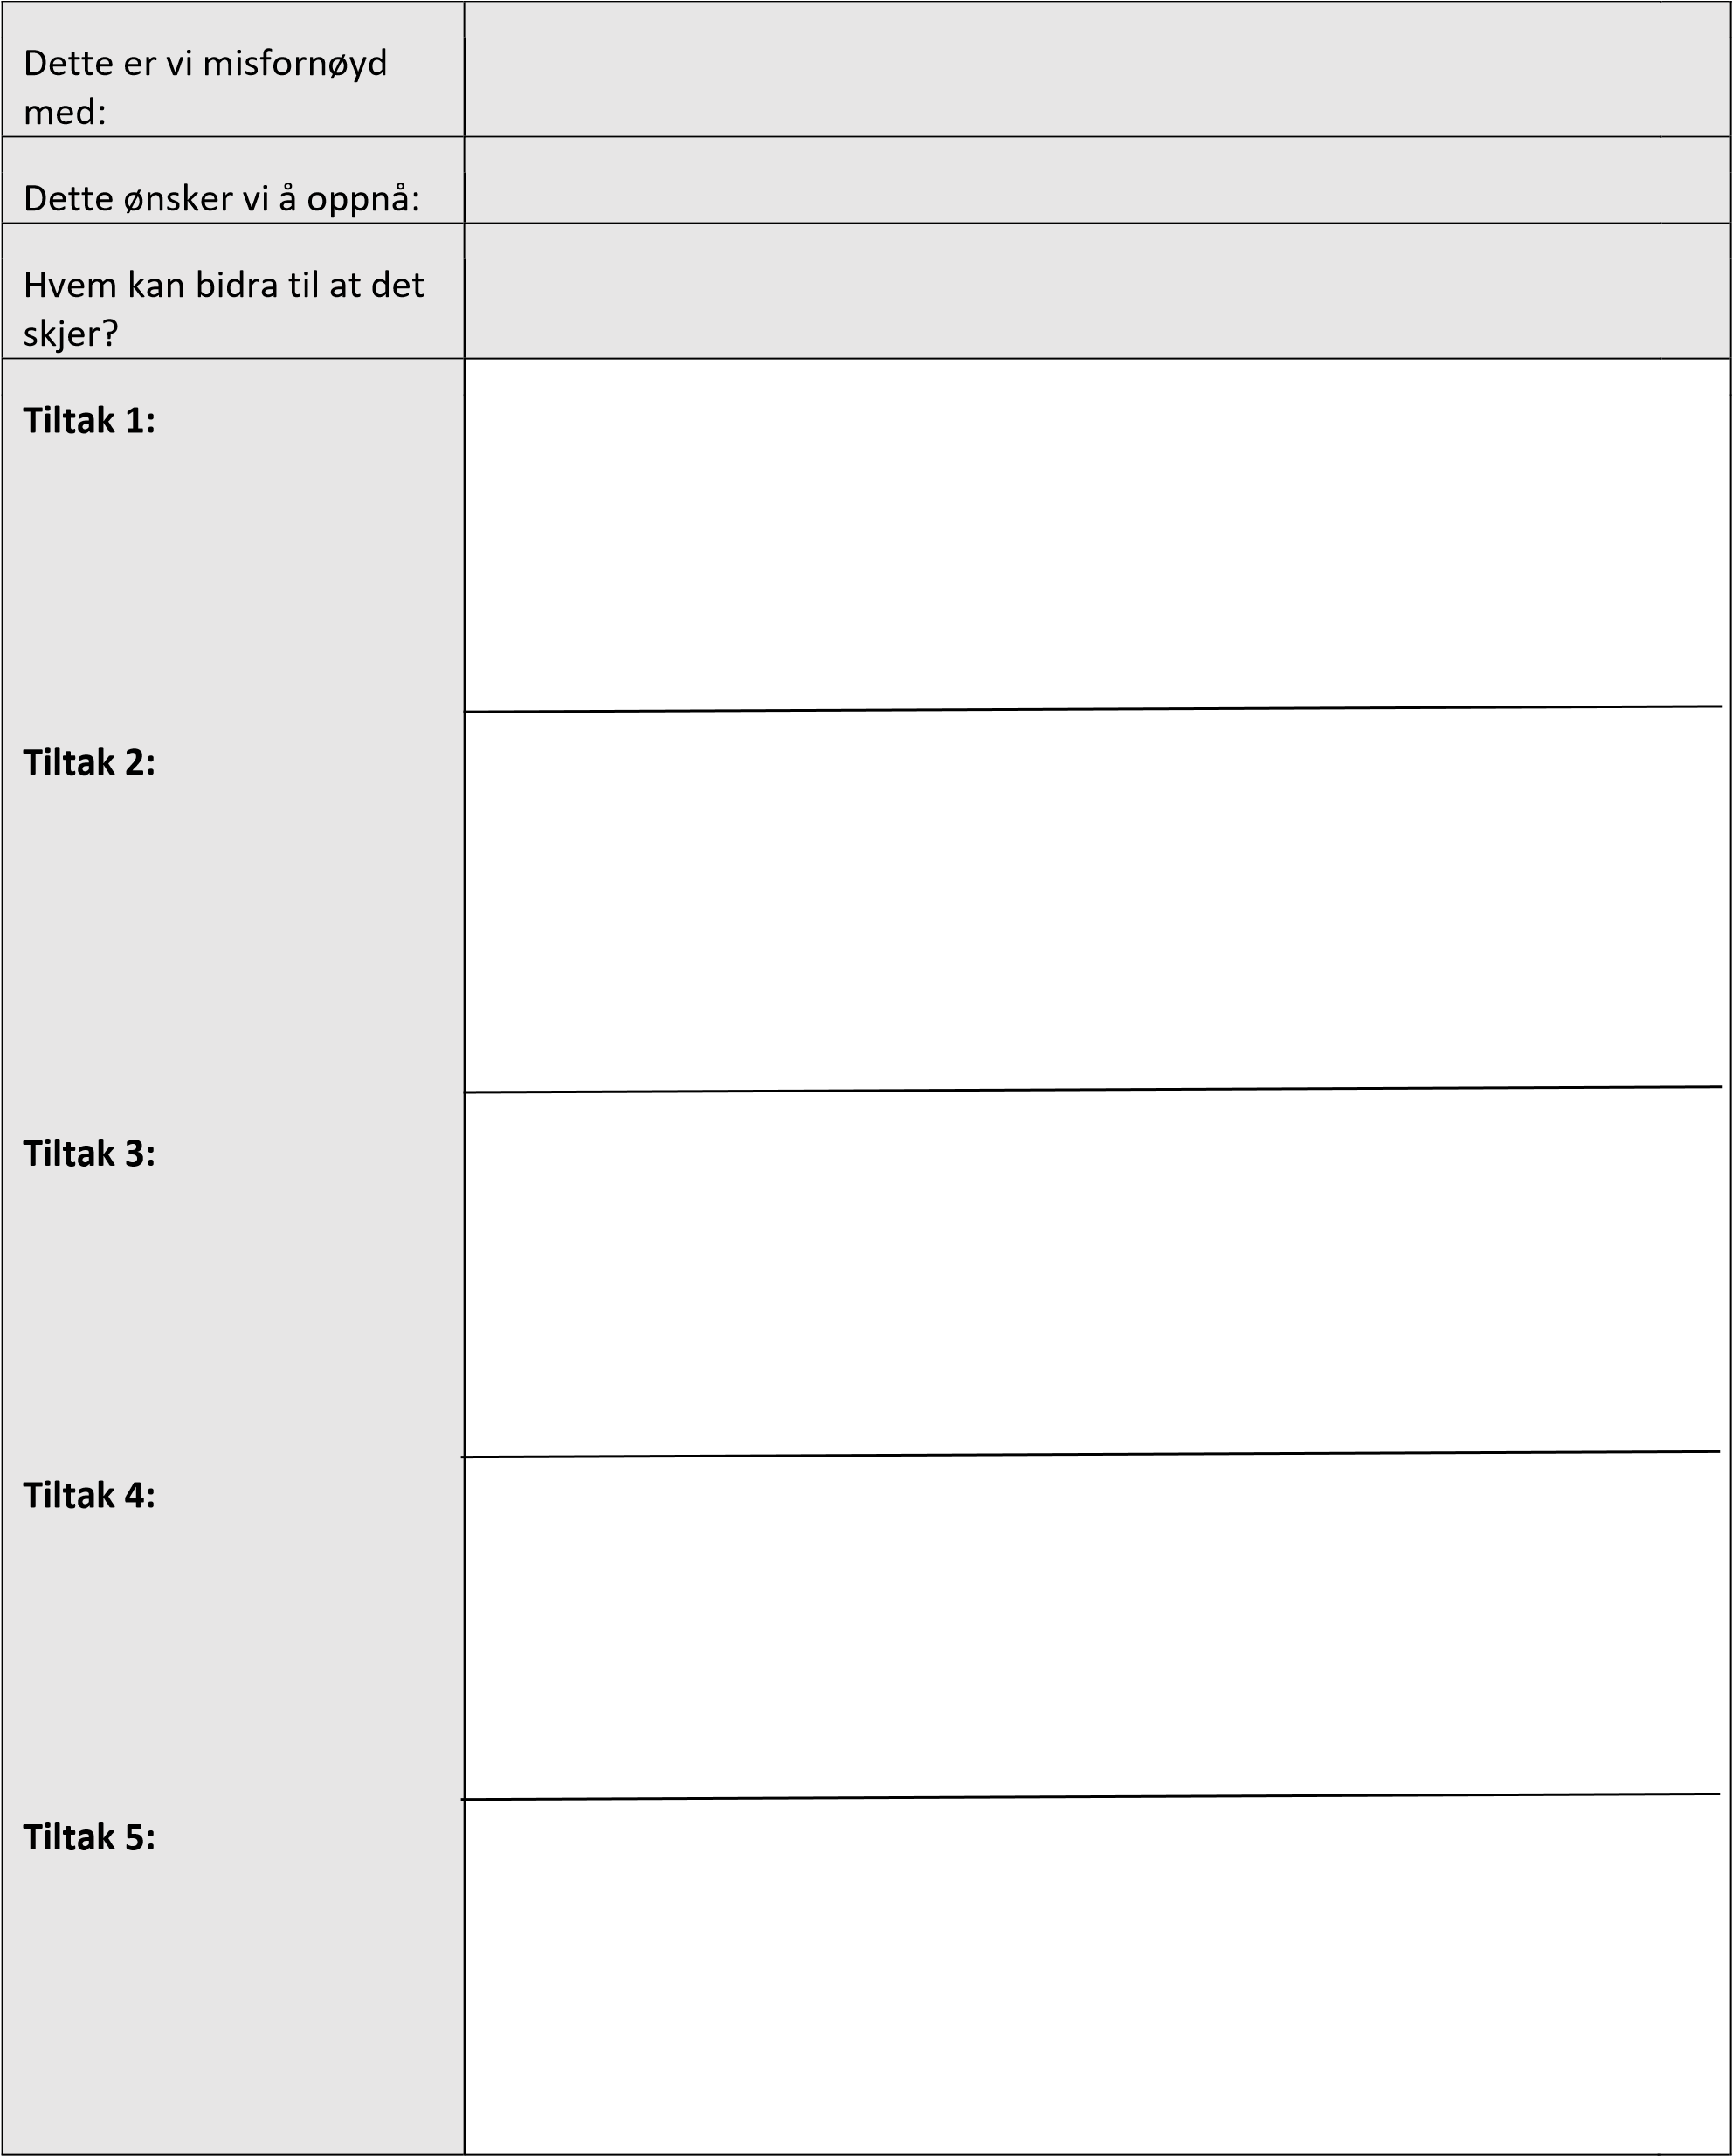 Dette er vi misfornøyd
med:
Dette ønsker vi å oppnå:
Hvem kan bidra til at det
skjer?
Tiltak 1:
Tiltak 2:
Tiltak 3:
Tiltak 4:
Tiltak 5: